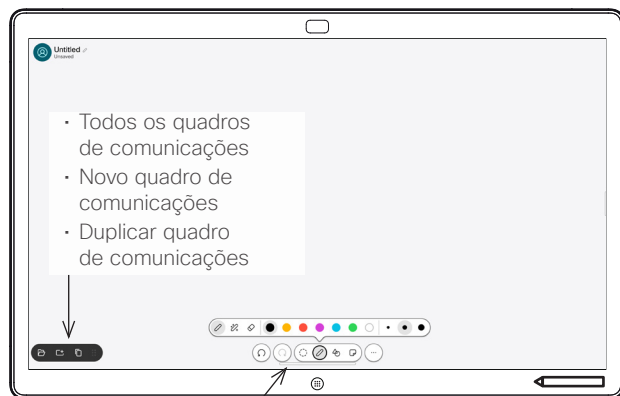 Untitled
Unsaved
· Todos os quadros
de comunicações
· Novo quadro de
comunicações
· Duplicar quadro
de comunicações